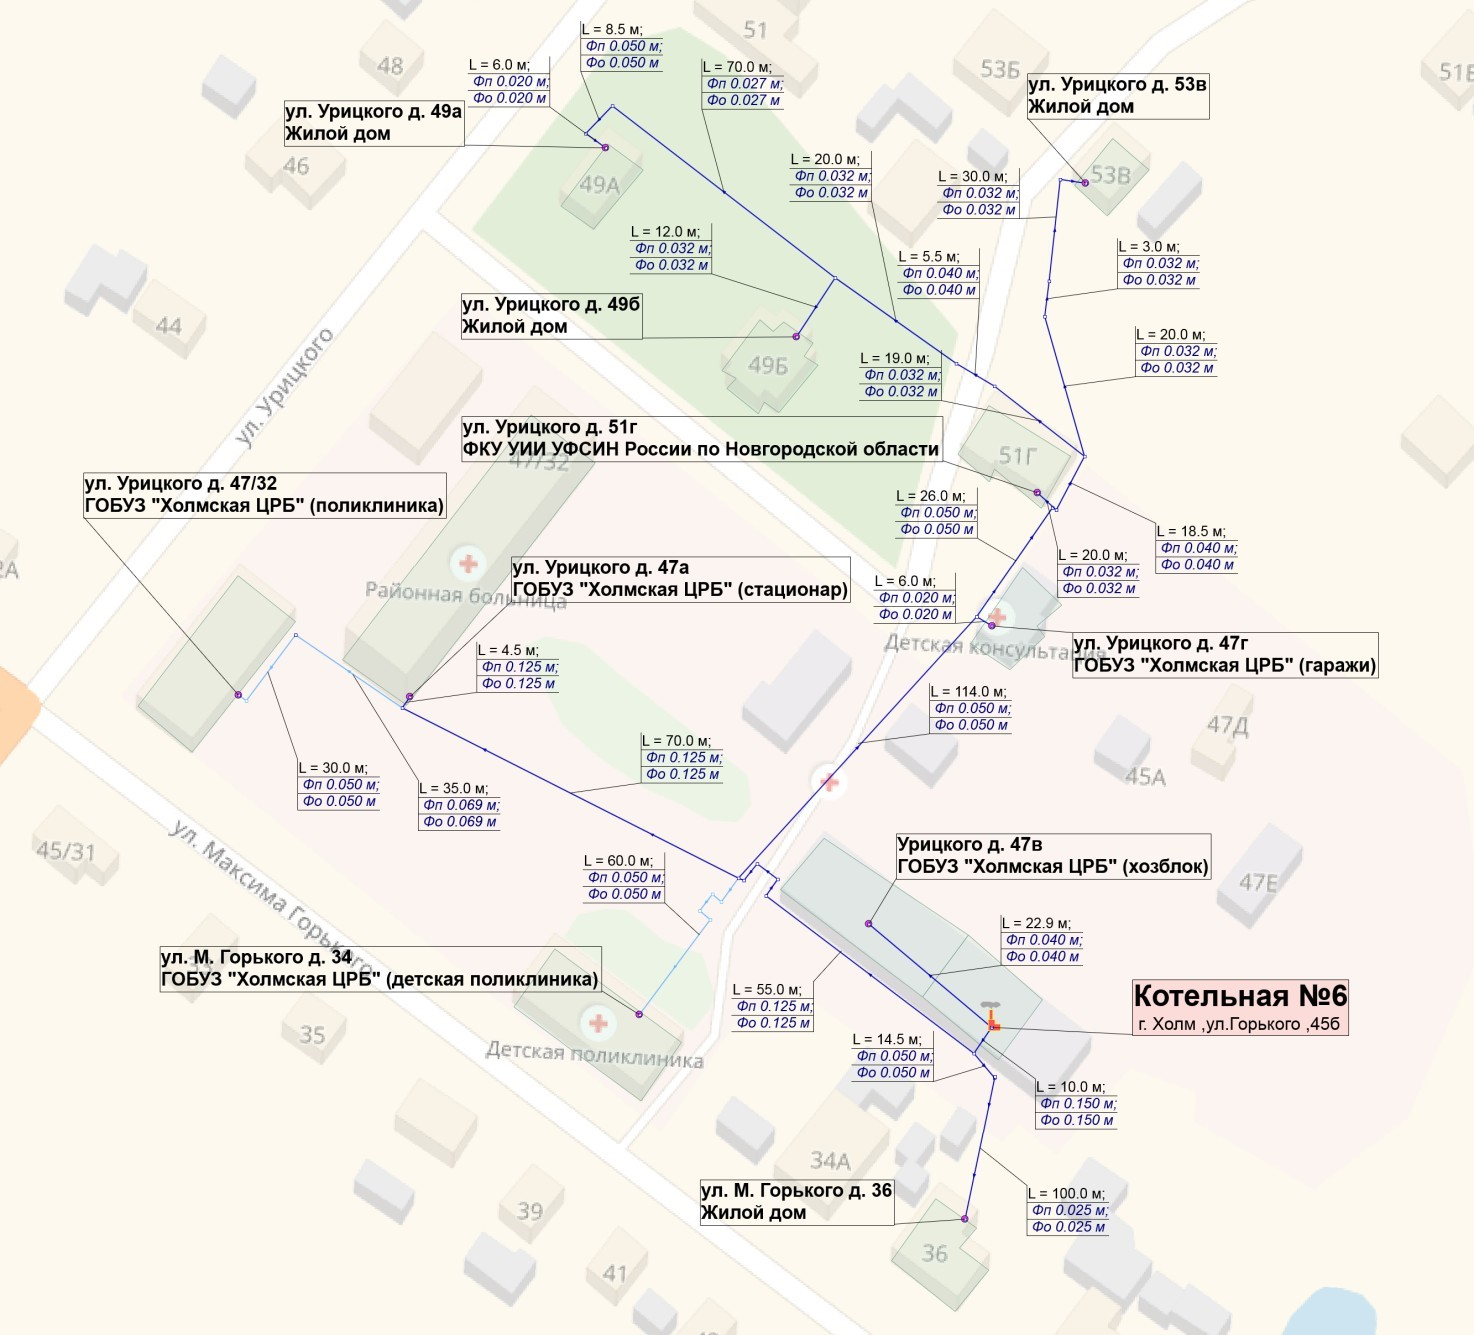 L = 8.5 м;
Фп 0.050 м;
Фо 0.050 м
51
48
L = 6.0 м;
Фп 0.020 м;
Фо 0.020 м
L = 70.0 м;
Фп 0.027 м;
Фо 0.027 м
53Б
ул. Урицкого д. 53в
Жилой дом
ул. Урицкого д. 49а
Жилой дом
46
49А
L = 20.0 м;
Фп 0.032 м;
Фо 0.032 м
L = 30.0 м;
Фп 0.032 м;
Фо 0.032 м
53В
L = 12.0 м;
Фп 0.032 м;
Фо 0.032 м
L = 5.5 м;
Фп 0.040 м;
Фо 0.040 м
L = 3.0 м;
Фп 0.032 м;
Фо 0.032 м
ул. Урицкого д. 49б
Жилой дом
44
ул. Урицкого
49Б
L = 19.0 м;
Фп 0.032 м;
Фо 0.032 м
L = 20.0 м;
Фп 0.032 м;
Фо 0.032 м
ул. Урицкого д. 51г
ФКУ УИИ УФСИН России по Новгородской области
47/32
51Г
ул. Урицкого д. 47/32
ГОБУЗ "Холмская ЦРБ" (поликлиника)
L = 26.0 м;
Фп 0.050 м;
Фо 0.050 м
L = 18.5 м;
Фп 0.040 м;
Фо 0.040 м
L = 20.0 м;
Фп 0.032 м;
Фо 0.032 м
ул. Урицкого д. 47а
ГОБУЗ "Холмская ЦРБ" (стационар)
Районная больница
L = 6.0 м;
Фп 0.020 м;
Фо 0.020 м
Детская консультация
ул. Урицкого д. 47г
ГОБУЗ "Холмская ЦРБ" (гаражи)
L = 4.5 м;
Фп 0.125 м;
Фо 0.125 м
L = 114.0 м;
Фп 0.050 м;
Фо 0.050 м
47Д
45А
L = 70.0 м;
Фп 0.125 м;
Фо 0.125 м
L = 30.0 м;
Фп 0.050 м;
Фо 0.050 м
L = 35.0 м;
Фп 0.069 м;
Фо 0.069 м
45/31
ул. Максима Горького
L = 60.0 м;
Фп 0.050 м;
Фо 0.050 м
Урицкого д. 47в
ГОБУЗ "Холмская ЦРБ" (хозблок)
47Е
L = 22.9 м;
Фп 0.040 м;
Фо 0.040 м
ул. М. Горького д. 34
ГОБУЗ "Холмская ЦРБ" (детская поликлиника)
L = 55.0 м;
Фп 0.125 м;
Фо 0.125 м
Котельная №6
г. Холм ,ул.Горького ,45б
35
Детская поликлиника
L = 14.5 м;
Фп 0.050 м;
Фо 0.050 м
L = 10.0 м;
Фп 0.150 м;
Фо 0.150 м
34А
ул. М. Горького д. 36
Жилой дом
L = 100.0 м;
Фп 0.025 м;
Фо 0.025 м
39
36
41